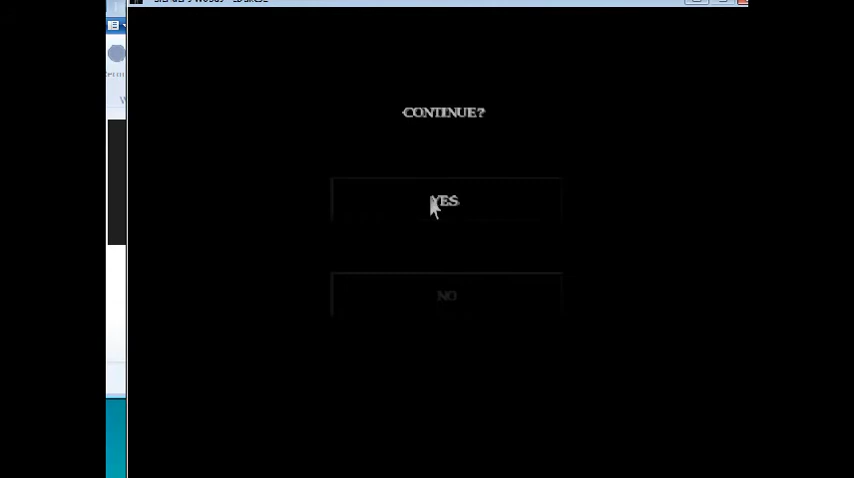 CONTINUE?
YES
NO